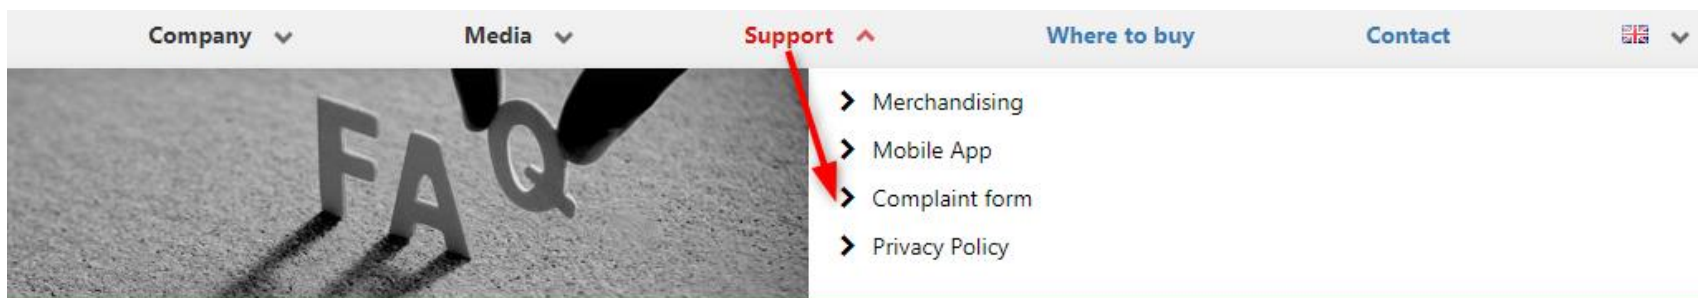 Company Media Support Where to buy Contact
FAQ
Merchandising
Mobile App
Complaint form
Privacy Policy